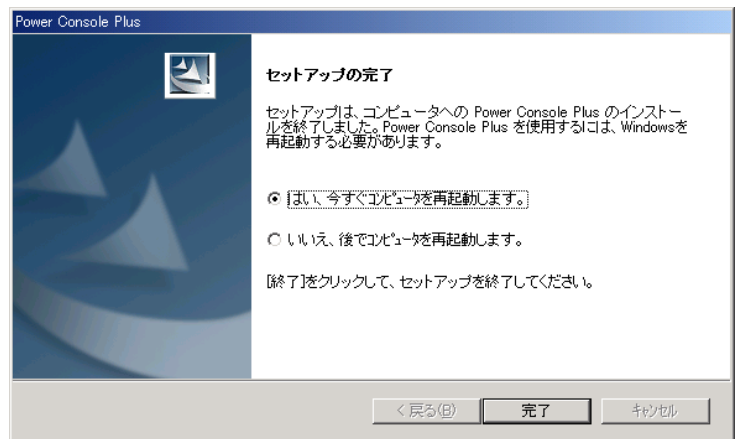 Power Console Plus
セットアップの完了
セットアップは、コンピュータへの Power Console Plus のインストー
ルを終了しました。Power Console Plus を使用するには、Windowsを
再起動する必要があります。
はい、今すぐｺﾝﾋﾟｭｰﾀを再起動します。
いいえ、後でｺﾝﾋﾟｭｰﾀを再起動します。
[終了]をクリックして、セットアップを終了してください。
< 戻る(B)
完了
ｷｬﾝｾﾙ